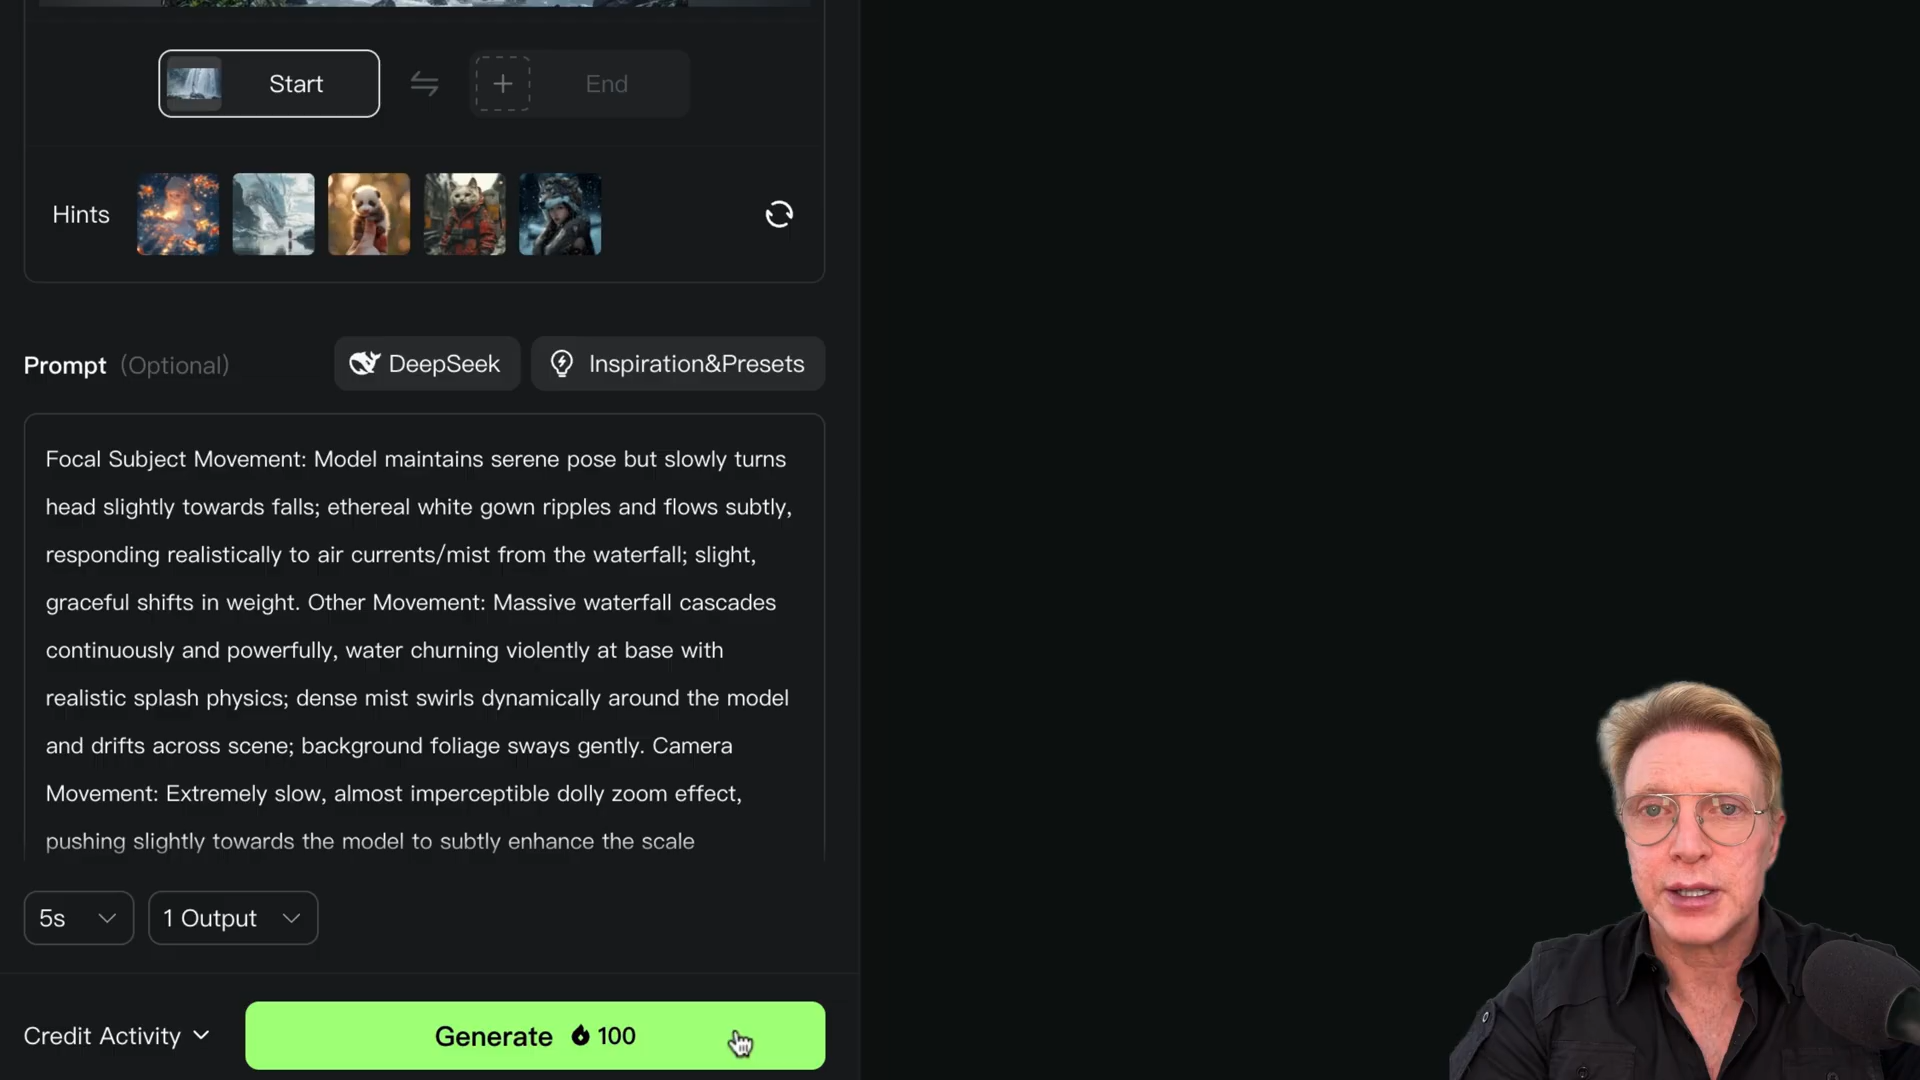 Start
End
Hints
Prompt (Optional)
DeepSeek
Inspiration&Presets
Focal Subject Movement: Model maintains serene pose but slowly turns
head slightly towards falls; ethereal white gown ripples and flows subtly,
responding realistically to air currents/mist from the waterfall; slight,
graceful shifts in weight. Other Movement: Massive waterfall cascades
continuously and powerfully, water churning violently at base with
realistic splash physics; dense mist swirls dynamically around the model
and drifts across scene; background foliage sways gently. Camera
Movement: Extremely slow, almost imperceptible dolly zoom effect,
pushing slightly towards the model to subtly enhance the scale
5s
1 Output
Credit Activity
Generate 100